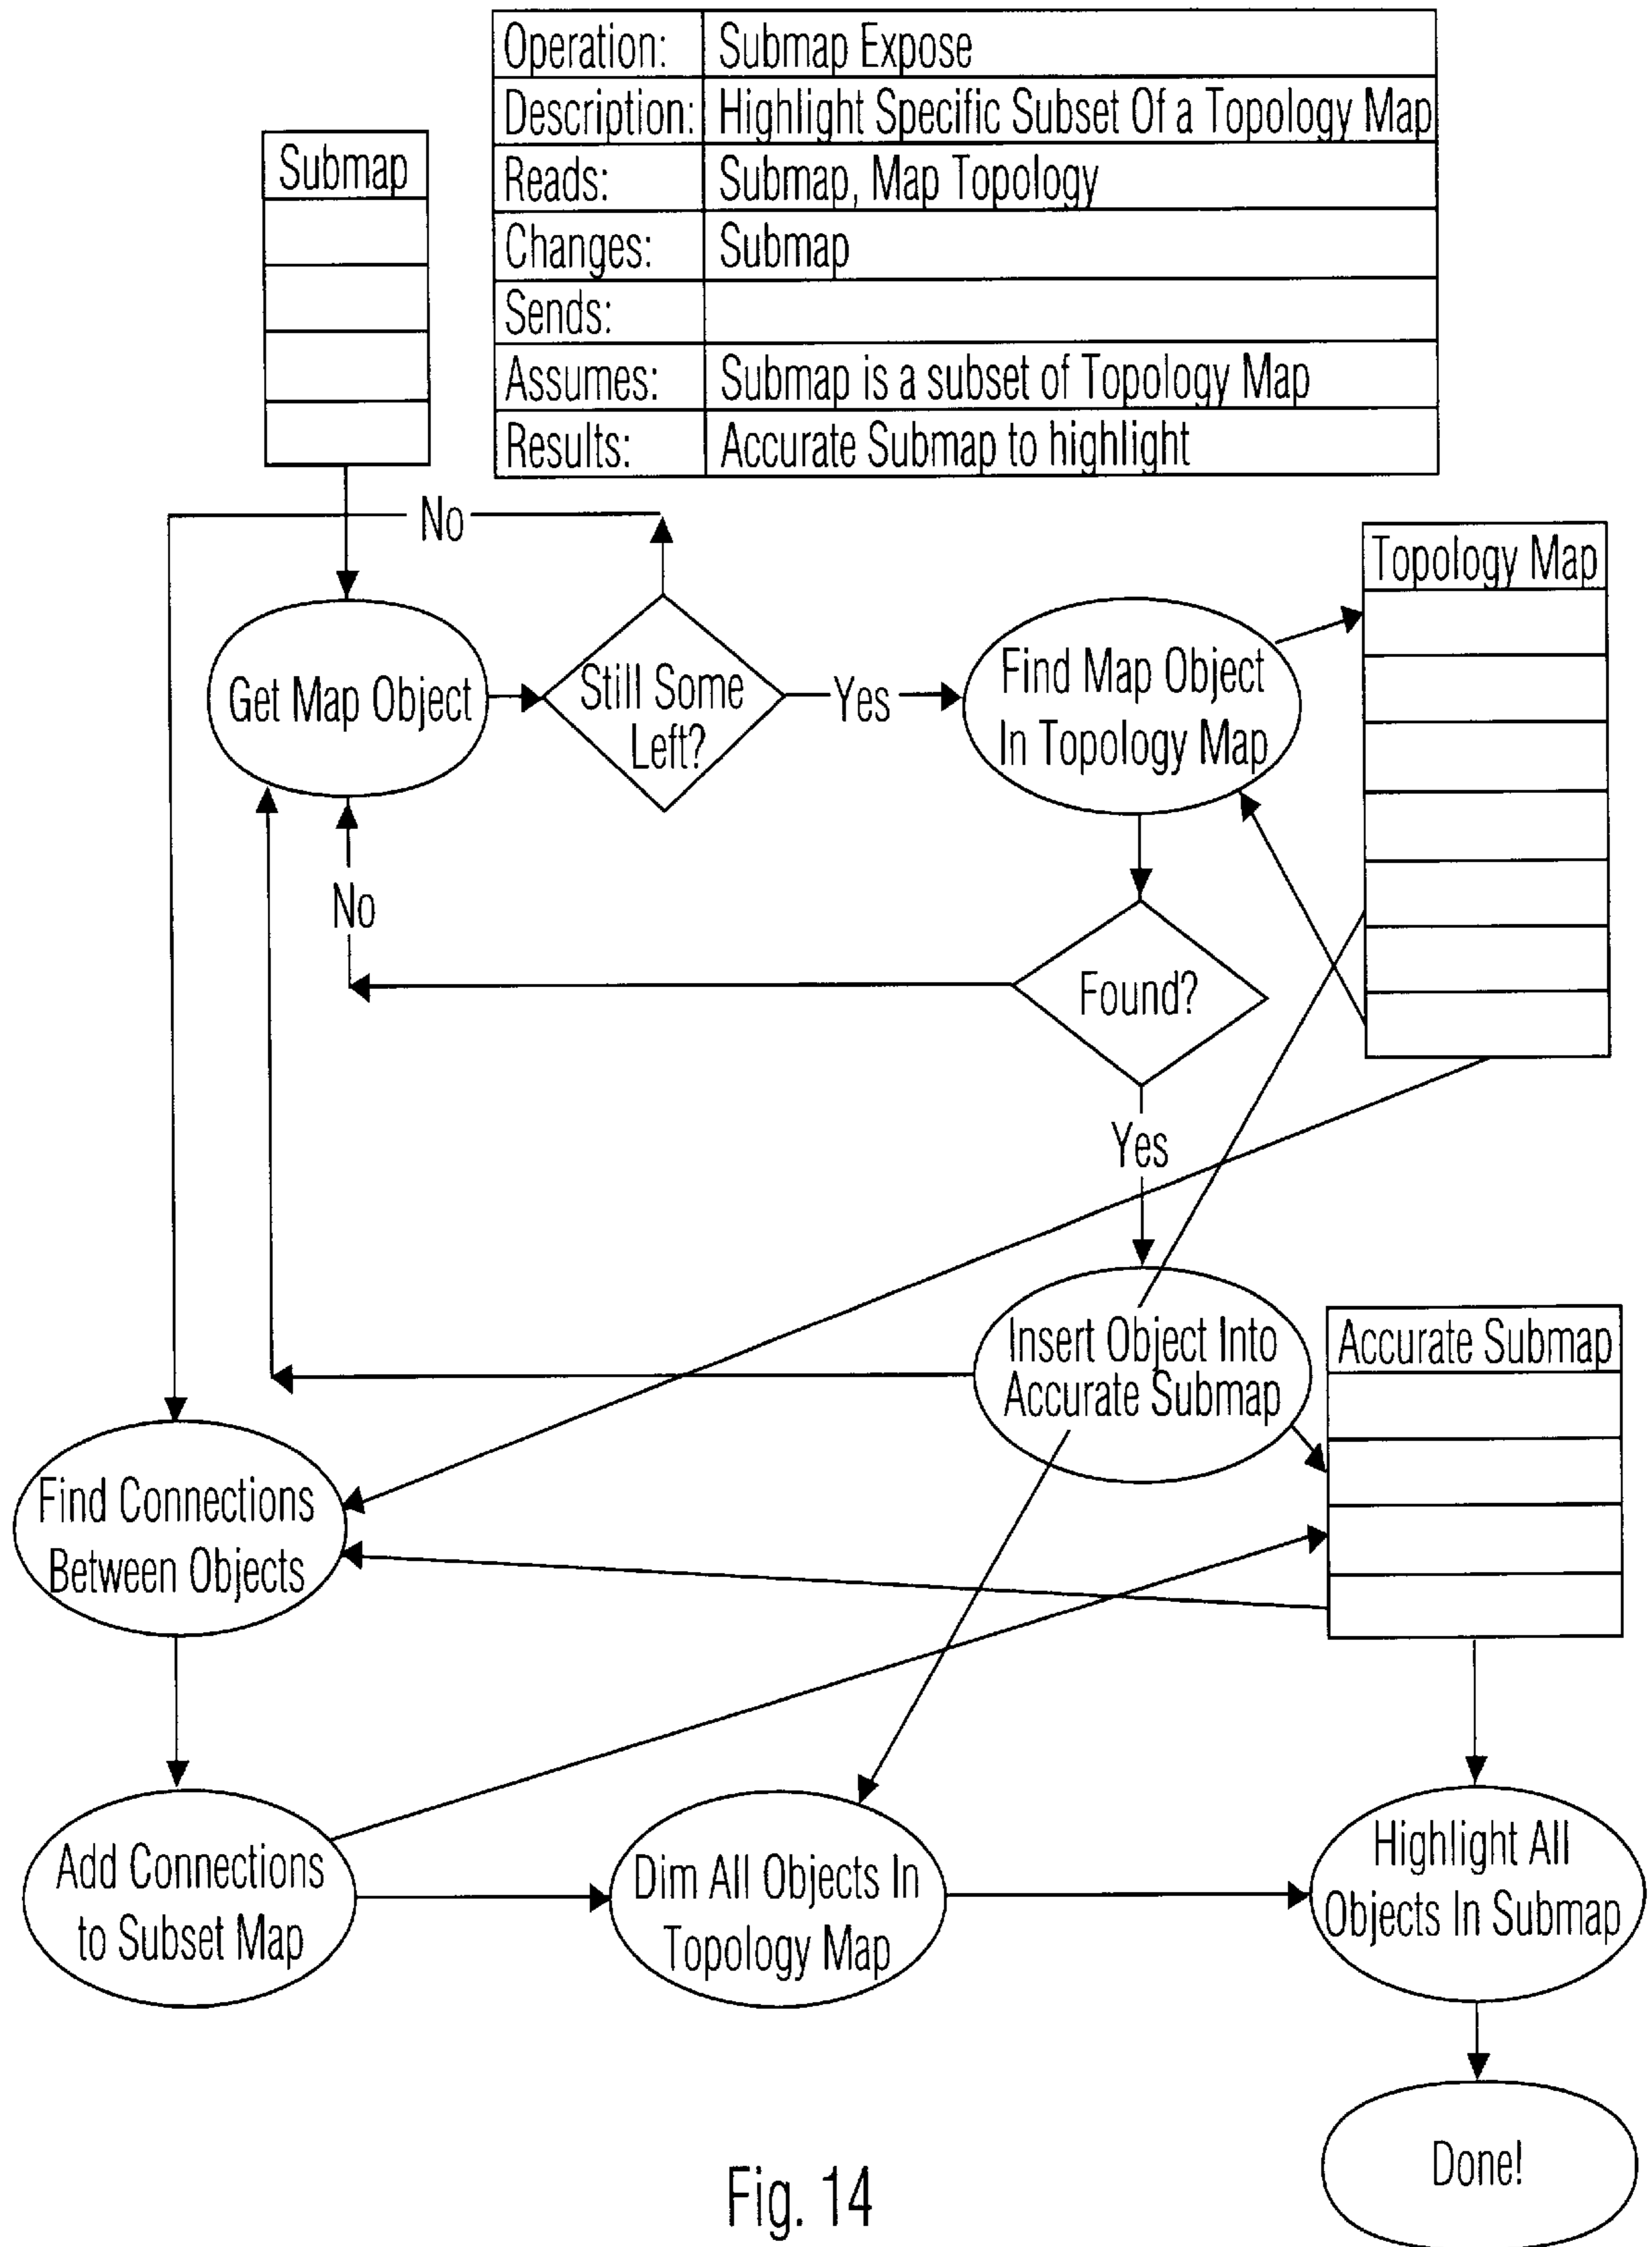 Operation: Submap Expose
Description: Highlight Specific Subset Of a Topology Map
Reads: Submap, Map Topology
Changes: Submap
Sends:
Assumes: Submap is a subset of Topology Map
Results: Accurate Submap to highlight
Submap
No
Topology Map
Get Map Object
Still Some
Left?
Yes
Find Map Object
In Topology Map
No
Found?
Yes
Insert Object Into
Accurate Submap
Accurate Submap
Find Connections
Between Objects
Add Connections
to Subset Map
Dim All Objects In
Topology Map
Highlight All
Objects In Submap
Done!
Fig. 14